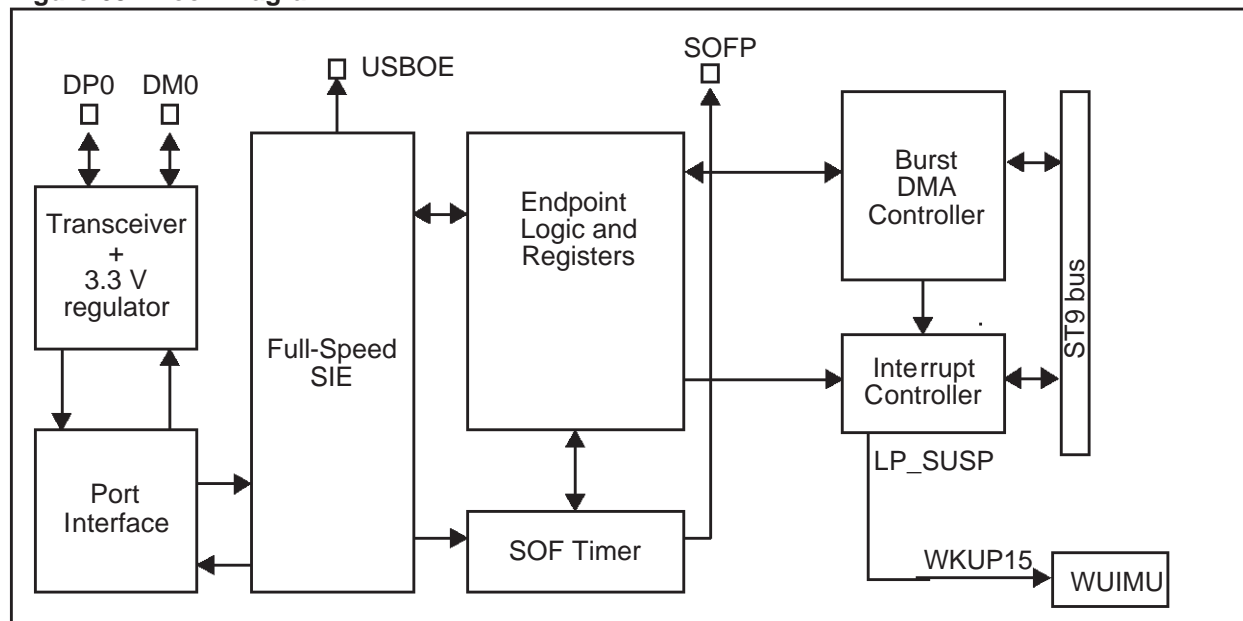 SOFP
USBOE
DP0 DM0
Transceiver
+
3.3 V
regulator
Full-Speed
SIE
Endpoint
Logic and
Registers
Burst
DMA
Controller
ST9 bus
Interrupt
Controller
LP_SUSP
Port
Interface
SOF Timer
WKUP15
WUIMU